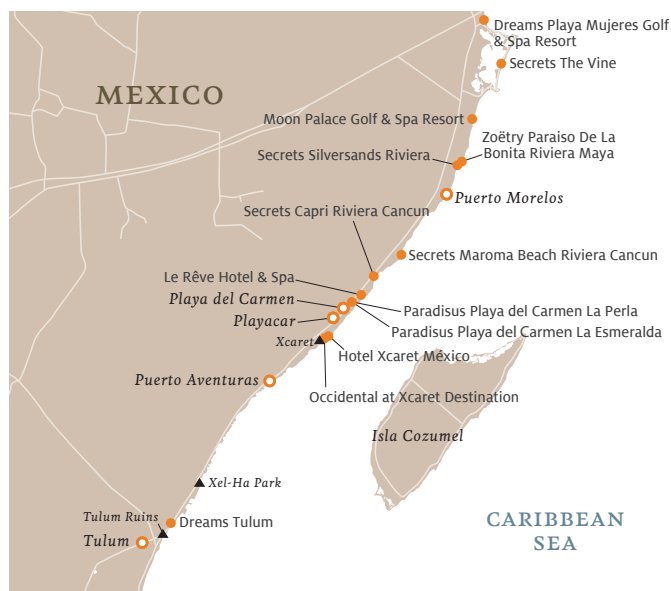 Dreams Playa Mujeres Golf
& Spa Resort
Secrets The Vine
MEXICO
Moon Palace Golf & Spa Resort
Zoëtry Paraiso De La
Bonita Riviera Maya
Secrets Silversands Riviera
Puerto Morelos
Secrets Capri Riviera Cancun
Secrets Maroma Beach Riviera Cancun
Le Rêve Hotel & Spa
Playa del Carmen
Paradisus Playa del Carmen La Perla
Playacar
Paradisus Playa del Carmen La Esmeralda
Xcaret
Hotel Xcaret México
Puerto Aventuras
Occidental at Xcaret Destination
Isla Cozumel
Xel-Ha Park
Tulum Ruins
Dreams Tulum
Tulum
CARIBBEAN
SEA